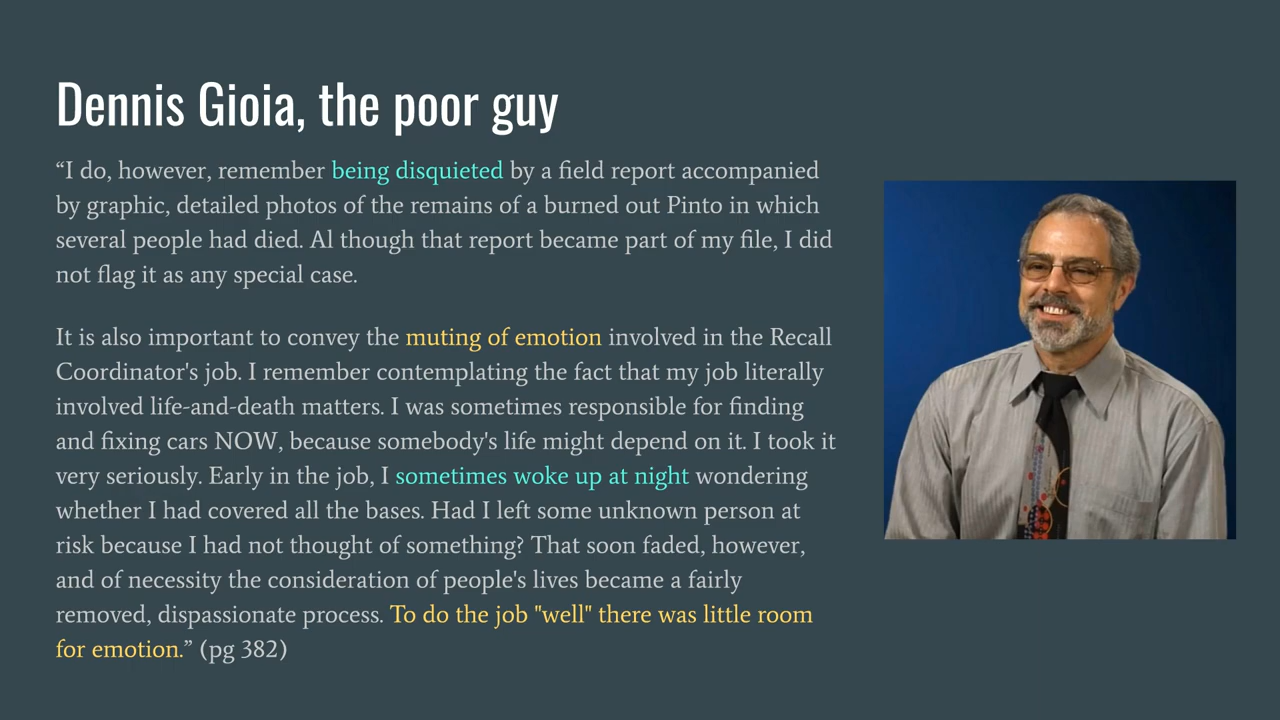 Dennis Gioia, the poor guy
“I do, however, remember being disquieted by a field report accompanied
by graphic, detailed photos of the remains of a burned out Pinto in which
several people had died. Al though that report became part of my file, I did
not flag it as any special case.
It is also important to convey the muting of emotion involved in the Recall
Coordinator's job. I remember contemplating the fact that my job literally
involved life-and-death matters. I was sometimes responsible for finding
and fixing cars NOW, because somebody's life might depend on it. I took it
very seriously. Early in the job, I sometimes woke up at night wondering
whether I had covered all the bases. Had I left some unknown person at
risk because I had not thought of something? That soon faded, however,
and of necessity the consideration of people's lives became a fairly
removed, dispassionate process. To do the job "well" there was little room
for emotion.” (pg 382)